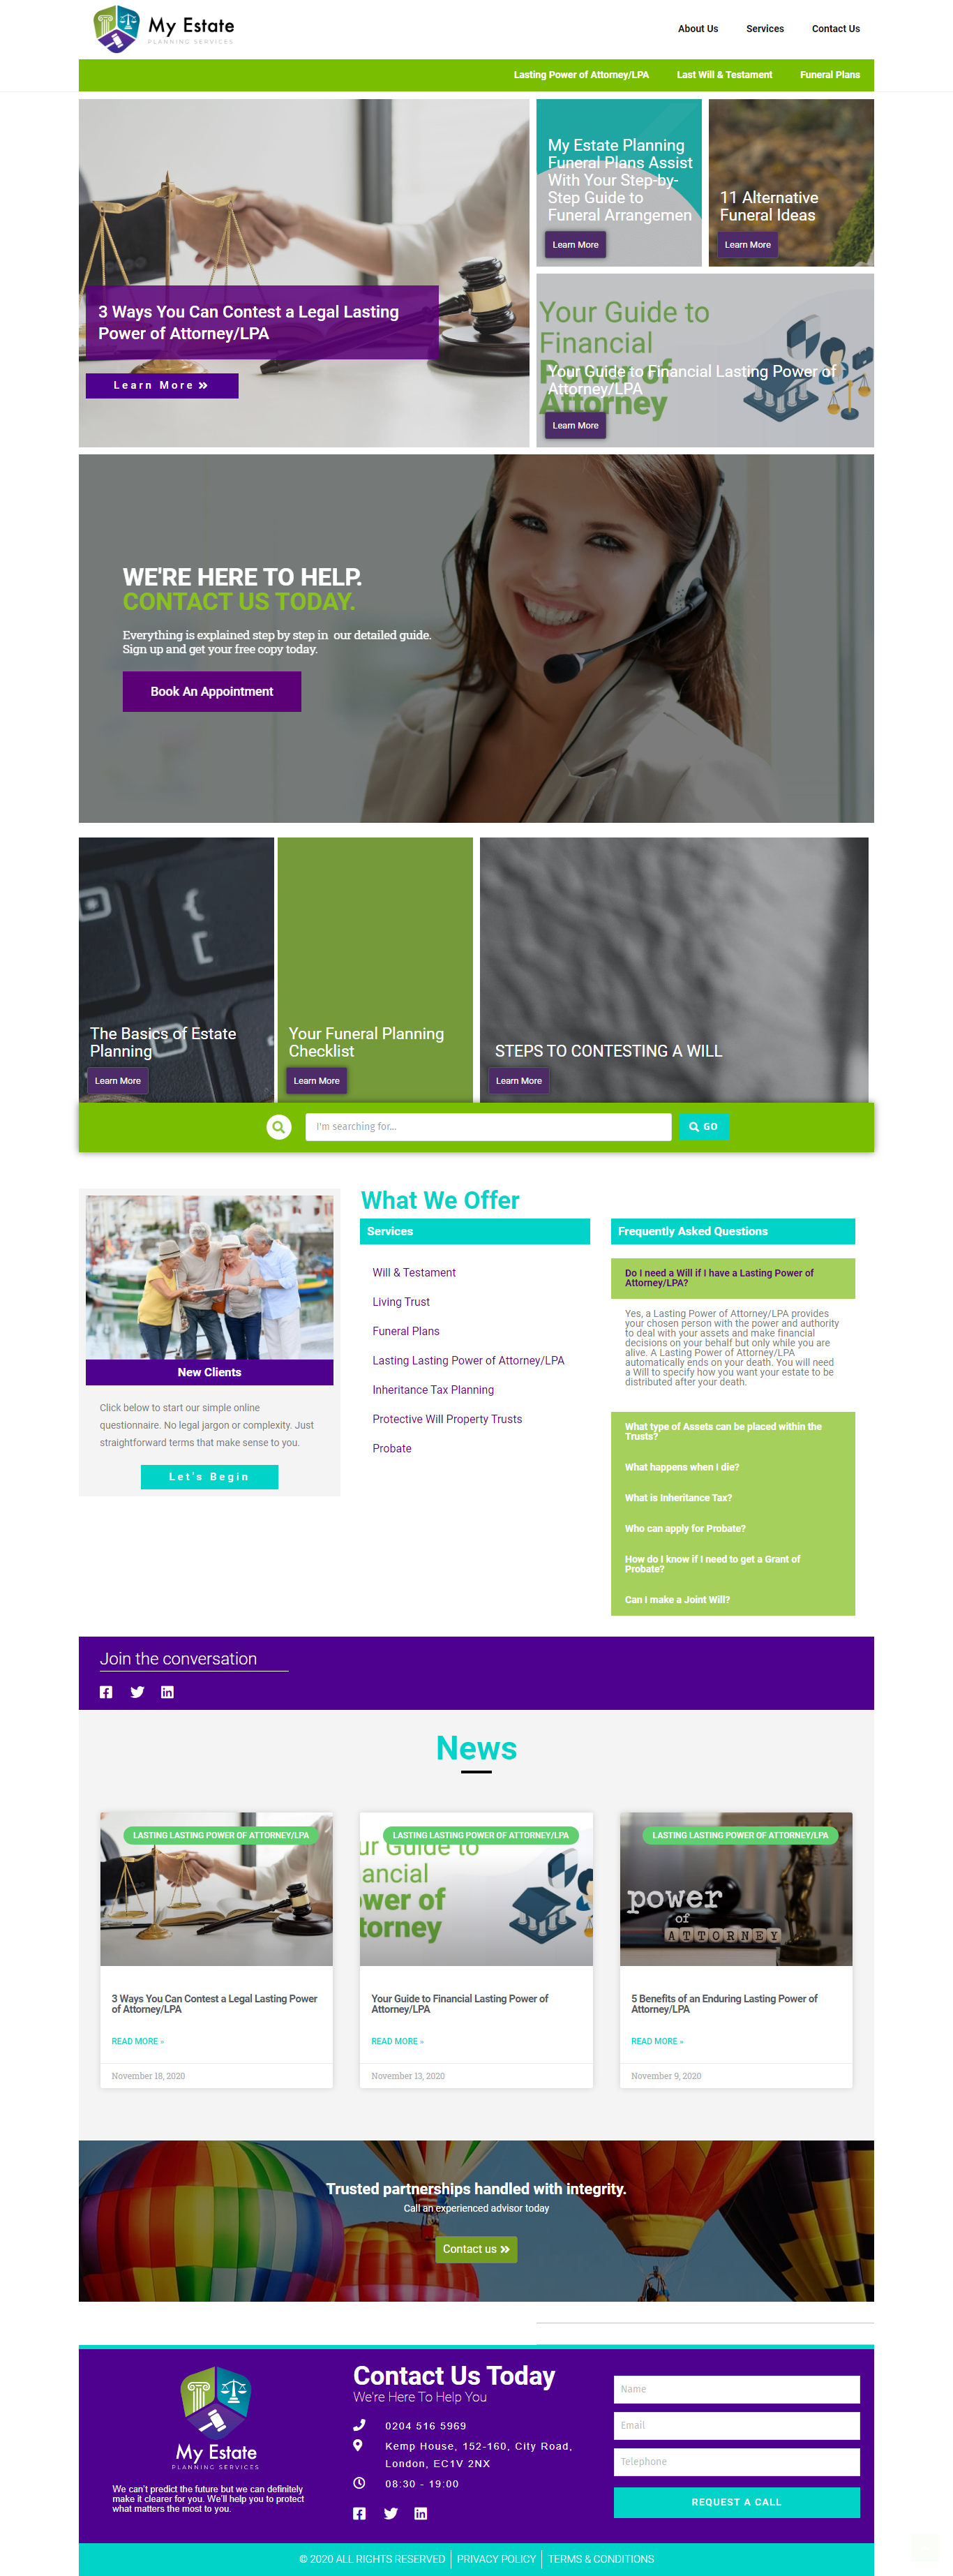 My Estate
PLANNING SERVICES
About Us
Services
Contact Us
Lasting Power of Attorney/LPA
Last Will & Testament
Funeral Plans
3 Ways You Can Contest a Legal Lasting
Power of Attorney/LPA
Learn More »
My Estate Planning
Funeral Plans Assist
With Your Step-by-
Step Guide to
Funeral Arrangemen
Learn More
11 Alternative
Funeral Ideas
Learn More
Your Guide to
Financial
Power of
Attorney
Your Guide to Financial Lasting Power of
Attorney/LPA
Learn More
WE'RE HERE TO HELP.
CONTACT US TODAY.
Everything is explained step by step in our detailed guide.
Sign up and get your free copy today.
Book An Appointment
The Basics of Estate
Planning
Learn More
Your Funeral Planning
Checklist
Learn More
STEPS TO CONTESTING A WILL
Learn More
I'm searching for...
GO
What We Offer
New Clients
Click below to start our simple online
questionnaire. No legal jargon or complexity. Just
straightforward terms that make sense to you.
Let's Begin
Services
Will & Testament
Living Trust
Funeral Plans
Lasting Lasting Power of Attorney/LPA
Inheritance Tax Planning
Protective Will Property Trusts
Probate
Frequently Asked Questions
Do I need a Will if I have a Lasting Power of
Attorney/LPA?
Yes, a Lasting Power of Attorney/LPA provides
your chosen person with the power and authority
to deal with your assets and make financial
decisions on your behalf but only while you are
alive. A Lasting Power of Attorney/LPA
automatically ends on your death. You will need
a Will to specify how you want your estate to be
distributed after your death.
What type of Assets can be placed within the
Trusts?
What happens when I die?
What is Inheritance Tax?
Who can apply for Probate?
How do I know if I need to get a Grant of
Probate?
Can I make a Joint Will?
Join the conversation
News
LASTING LASTING POWER OF ATTORNEY/LPA
3 Ways You Can Contest a Legal Lasting Power
of Attorney/LPA
READ MORE »
November 18, 2020
LASTING LASTING POWER OF ATTORNEY/LPA
ur Guide to
ancial
wer of
torney
Your Guide to Financial Lasting Power of
Attorney/LPA
READ MORE »
November 13, 2020
LASTING LASTING POWER OF ATTORNEY/LPA
power
of
ATTORNEY
5 Benefits of an Enduring Lasting Power of
Attorney/LPA
READ MORE »
November 9, 2020
Trusted partnerships handled with integrity.
Call an experienced advisor today
Contact us »
My Estate
PLANNING SERVICES
We can't predict the future but we can definitely
make it clearer for you. We'll help you to protect
what matters the most to you.
Contact Us Today
We're Here To Help You
0204 516 5969
Kemp House, 152-160, City Road,
London, EC1V 2NX
08:30 - 19:00
Name
Email
Telephone
REQUEST A CALL
© 2020 ALL RIGHTS RESERVED
PRIVACY POLICY
TERMS & CONDITIONS